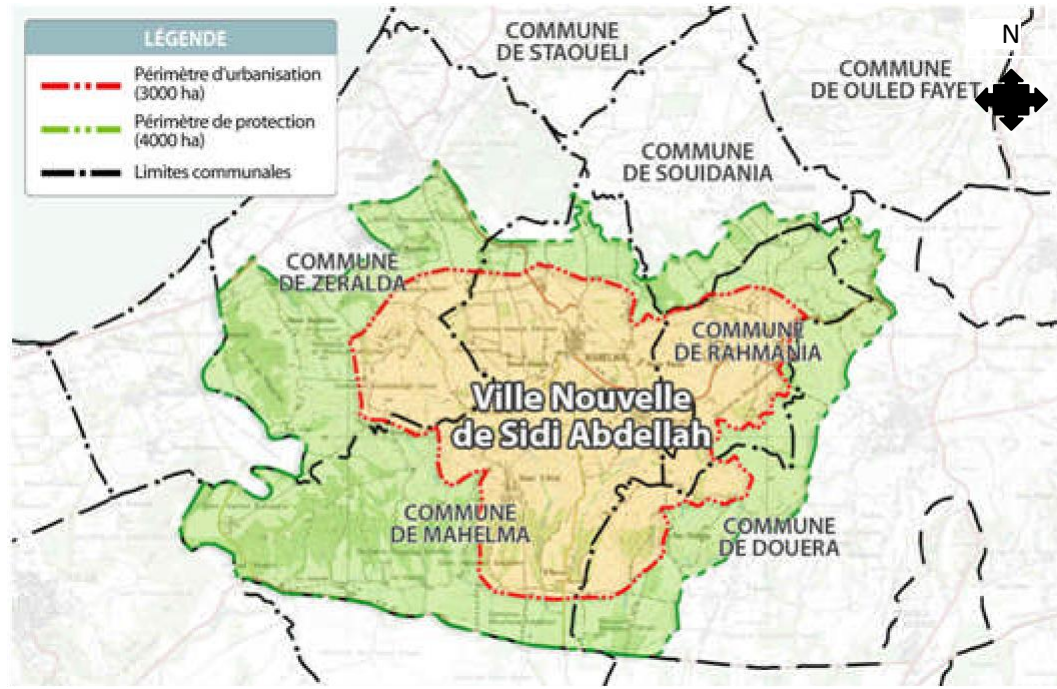 LÉGENDE
Périmètre d'urbanisation
(3000 ha)
Périmètre de protection
(4000 ha)
Limites communales
COMMUNE
DE STAOUELI
N
COMMUNE
DE OULED FAYET
COMMUNE
DE SOUIDANIA
COMMUNE
DE ZERALDA
COMMUNE
DE RAHMANIA
Ville Nouvelle
de Sidi Abdellah
COMMUNE
DE MAHELMA
COMMUNE
DE DOUERA